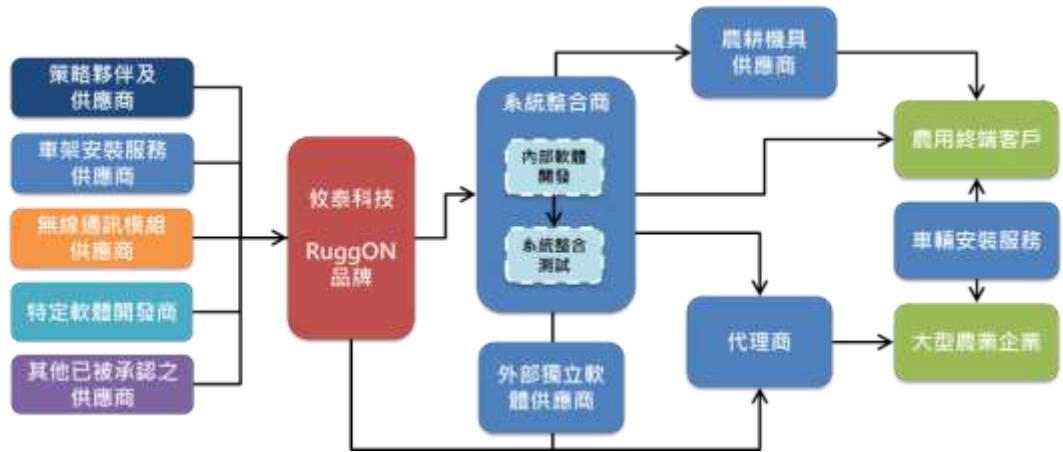 策略夥伴及
供應商
車架安裝服務
供應商
無線通訊模組
供應商
特定軟體開發商
其他已被承認之
供應商
攸泰科技
RuggON
品牌
系統整合商
內部軟體
開發
系統整合
測試
外部獨立軟
體供應商
農耕機具
供應商
代理商
農用終端客戶
車輛安裝服務
大型農業企業